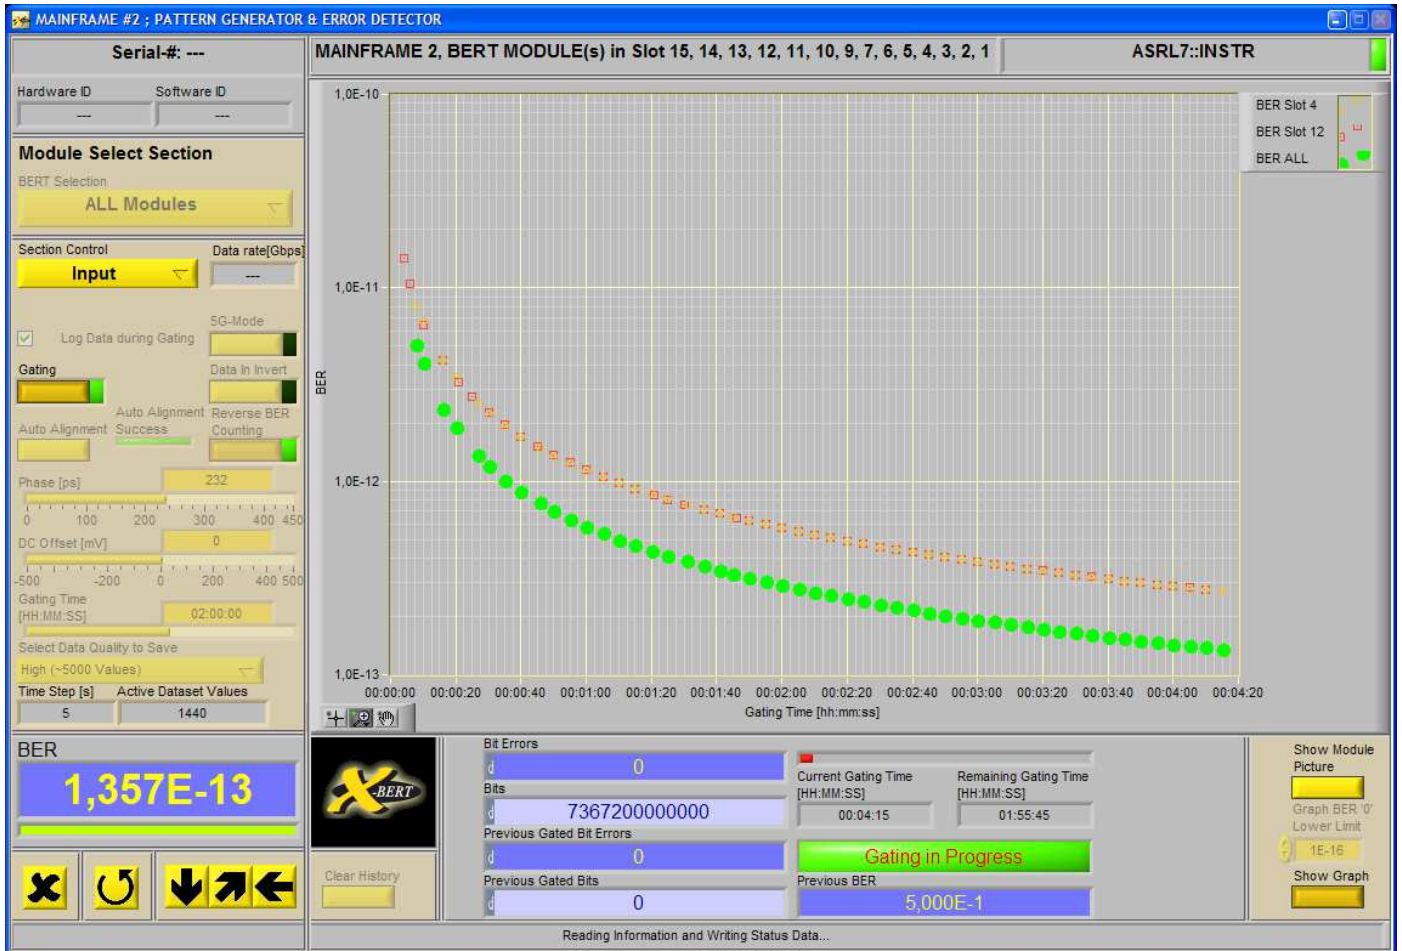 MAINFRAME #2 ; PATTERN GENERATOR & ERROR DETECTOR
Serial-#: ---
MAINFRAME 2, BERT MODULE(s) in Slot 15, 14, 13, 12, 11, 10, 9, 7, 6, 5, 4, 3, 2, 1
ASRL7::INSTR
Hardware ID Software ID
--- ---
Module Select Section
BERT Selection
ALL Modules
Section Control Data rate[Gbps]
Input ---
5G-Mode
Log Data during Gating
Gating Data In Invert
Auto Alignment Auto Alignment Success Reverse BER Counting
Phase [ps] 232
0 100 200 300 400 450
DC Offset [mV] 0
-500 -200 0 200 400 500
Gating Time
[HH:MM:SS] 02:00:00
Select Data Quality to Save
High (~5000 Values)
Time Step [s] Active Dataset Values
5 1440
BER
1,357E-13
1,0E-10
1,0E-11
1,0E-12
1,0E-13
BER
00:00:00 00:00:20 00:00:40 00:01:00 00:01:20 00:01:40 00:02:00 00:02:20 00:02:40 00:03:00 00:03:20 00:03:40 00:04:00 00:04:20
Gating Time [hh:mm:ss]
BER Slot 4
BER Slot 12
BER ALL
X-BERT
Clear History
Bit Errors
d 0
Bits
d 7367200000000
Previous Gated Bit Errors
d 0
Previous Gated Bits
d 0
Current Gating Time Remaining Gating Time
[HH:MM:SS] [HH:MM:SS]
00:04:15 01:55:45
Gating in Progress
Previous BER
5,000E-1
Show Module
Picture
Graph BER '0'
Lower Limit
1E-16
Show Graph
Reading Information and Writing Status Data...